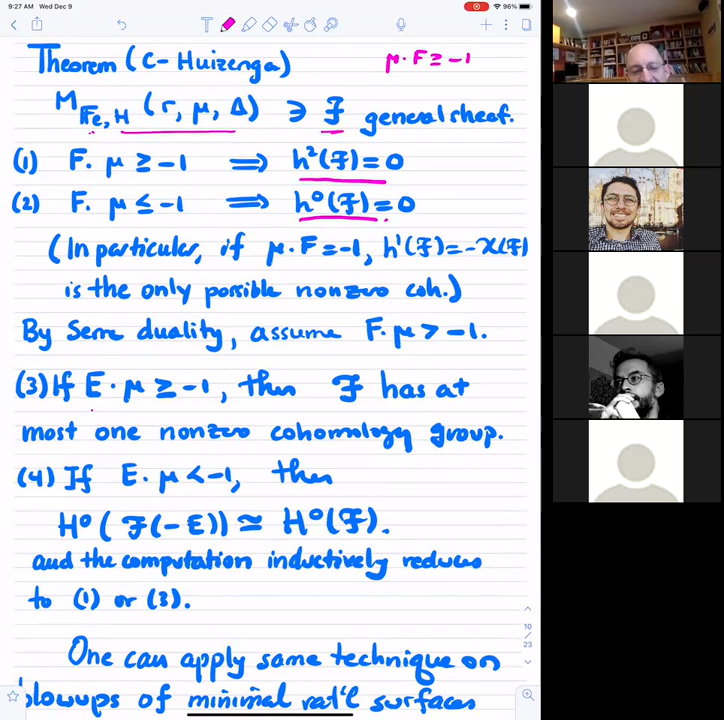 9:27 AM Wed Dec 9
96%
Theorem (C-Huizenga)
μ·F ≥ -1
M_{F_e, H} (r, μ, Δ) ∋ ℱ general sheaf.
(1) F. μ ≥ -1 ⟹ h²(ℱ) = 0
(2) F. μ ≤ -1 ⟹ h⁰(ℱ) = 0
(In particular, if μ·F = -1, h¹(ℱ) = -χ(ℱ)
is the only possible nonzero coh.)
By Serre duality, assume F.μ > -1.
(3) If E·μ ≥ -1, then ℱ has at
most one nonzero cohomology group.
(4) If E·μ < -1, then
H⁰(ℱ(-E)) ≅ H⁰(ℱ).
and the computation inductively reduces
to (1) or (3).
One can apply same technique on
blowups of minimal rat'l surfaces
10
23